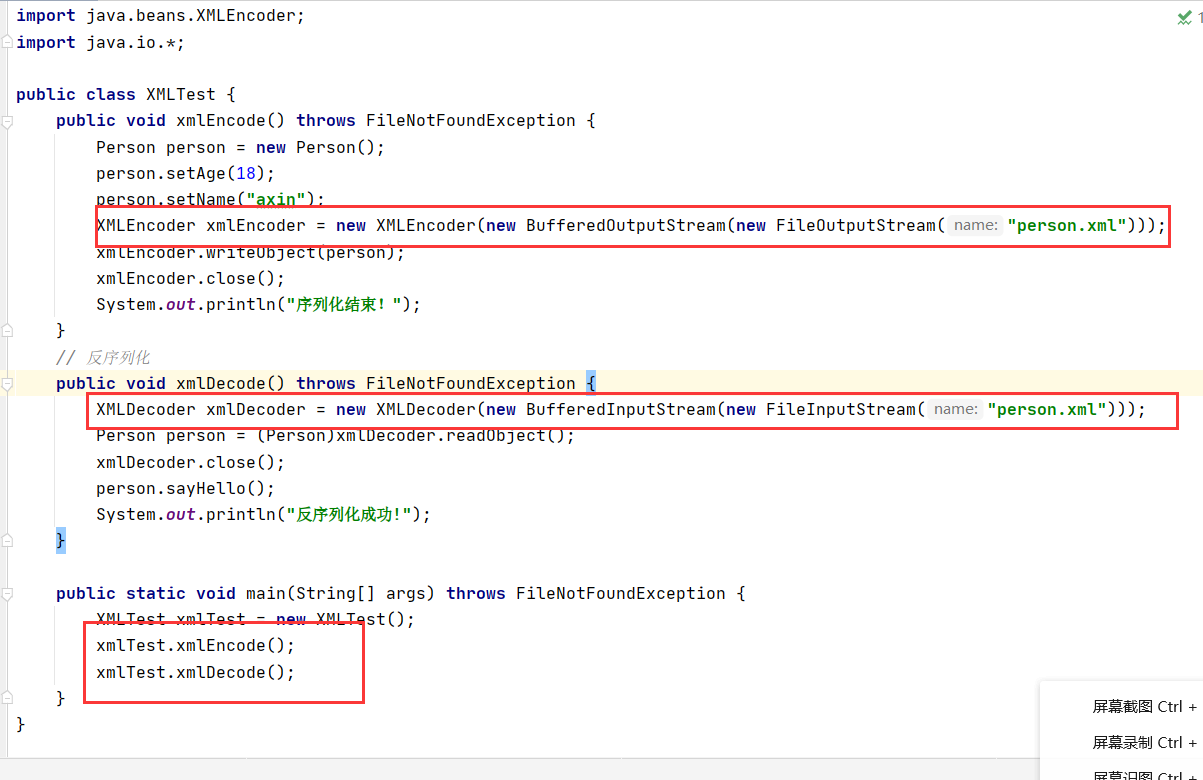 import java.beans.XMLEncoder;
import java.io.*;
public class XMLTest {
    public void xmlEncode() throws FileNotFoundException {
        Person person = new Person();
        person.setAge(18);
        person.setName("axin");
        XMLEncoder xmlEncoder = new XMLEncoder(new BufferedOutputStream(new FileOutputStream( name: "person.xml")));
        xmlEncoder.writeObject(person);
        xmlEncoder.close();
        System.out.println("序列化结束！");
    }
    // 反序列化
    public void xmlDecode() throws FileNotFoundException {
        XMLDecoder xmlDecoder = new XMLDecoder(new BufferedInputStream(new FileInputStream( name: "person.xml")));
        Person person = (Person)xmlDecoder.readObject();
        xmlDecoder.close();
        person.sayHello();
        System.out.println("反序列化成功!");
    }
    public static void main(String[] args) throws FileNotFoundException {
        XMLTest xmlTest = new XMLTest();
        xmlTest.xmlEncode();
        xmlTest.xmlDecode();
    }
}
1
屏幕截图 Ctrl +
屏幕录制 Ctrl +
屏幕识图 Ctrl +